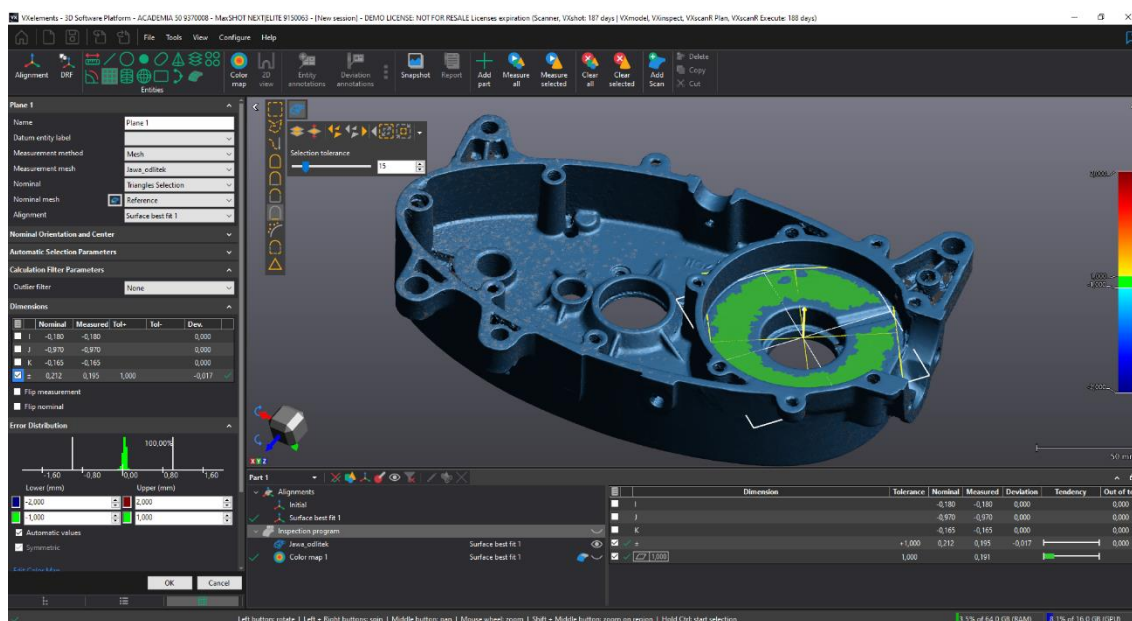 VXelements - 3D Software Platform - ACADEMIA 50 9370008 - MaxSHOT NEXT|ELITE 9150063 - [New session] - DEMO LICENSE: NOT FOR RESALE Licenses expiration (Scanner, VXshot: 187 days | VXmodel, VXinspect, VXscanR Plan, VXscanR Execute: 188 days)
File Tools View Configure Help
Alignment DRF Entities Color map 2D view Entity annotations Deviation annotations Snapshot Report Add part Measure all Measure selected Clear all Clear selected Add Scan Delete Copy Cut
Plane 1
Name Plane 1
Datum entity label
Measurement method Mesh
Measurement mesh Jawa_odlitek
Nominal Triangles Selection
Nominal mesh Reference
Alignment Surface best fit 1
Nominal Orientation and Center
Automatic Selection Parameters
Calculation Filter Parameters
Outlier filter None
Dimensions
Nominal Measured Tol+ Tol- Dev.
I -0,180 -0,180 0,000
J -0,970 -0,970 0,000
K -0,165 -0,165 0,000
± 0,212 0,195 1,000 -0,017
Flip measurement
Flip nominal
Error Distribution
100,00%
-1,60 -0,80 0,00 0,80 1,60
Lower (mm) Upper (mm)
-2,000 2,000
-1,000 1,000
Automatic values
Symmetric
Edit Color Map
OK Cancel
Selection tolerance
15
50 mm
X Y Z
Part 1
Alignments
Initial
Surface best fit 1
Inspection program
Jawa_odlitek Surface best fit 1
Color map 1 Surface best fit 1
Dimension Tolerance Nominal Measured Deviation Tendency Out of to
I -0,180 -0,180 0,000 0,000
J -0,970 -0,970 0,000 0,000
K -0,165 -0,165 0,000 0,000
± ±1,000 0,212 0,195 -0,017 0,000
1,000 1,000 0,191
Left button: rotate | Left + Right buttons: spin | Middle button: pan | Mouse wheel: zoom | Shift + Middle button: zoom on region | Hold Ctrl: start selection